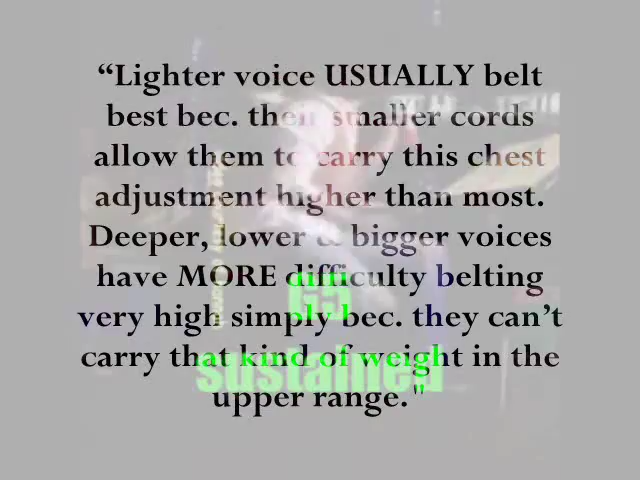 “Lighter voice USUALLY belt
best bec. their smaller cords
allow them to carry this chest
adjustment higher than most.
Deeper, lower & bigger voices
have MORE difficulty belting
very high simply bec. they can’t
carry that kind of weight in the
upper range."
G5
sustained